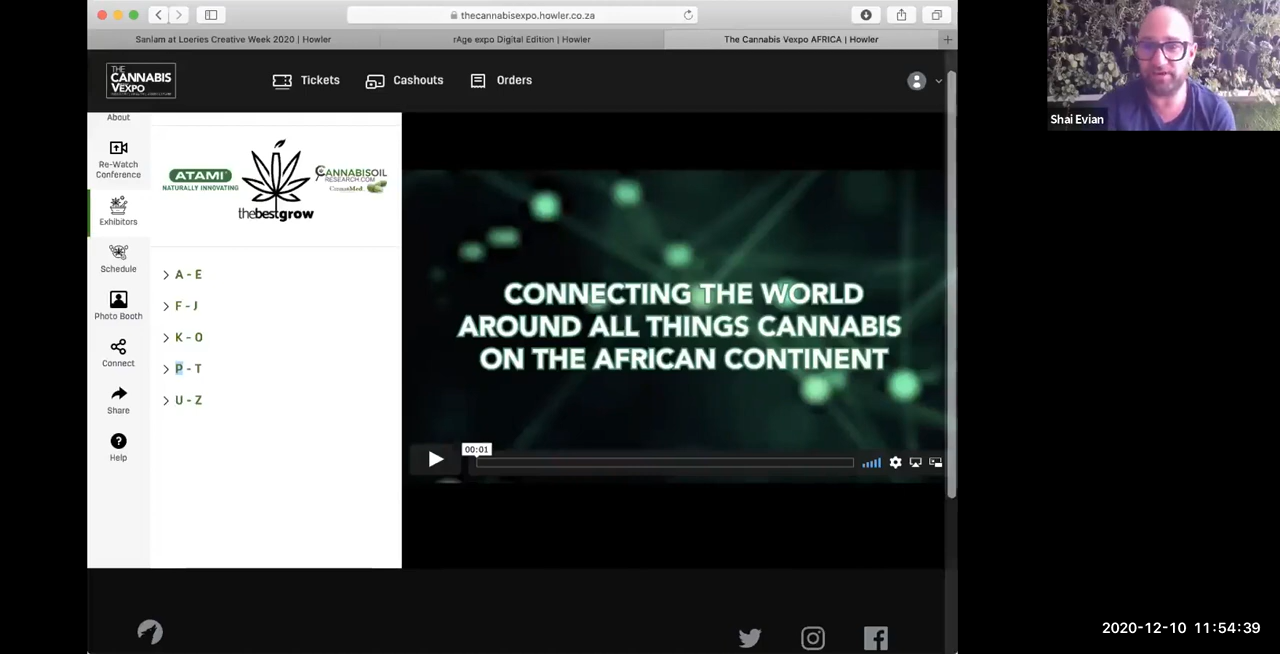 thecannabisexpo.howler.co.za
Sanlam at Loeries Creative Week 2020 | Howler
rAge expo Digital Edition | Howler
The Cannabis Vexpo AFRICA | Howler
THE
CANNABIS
VEXPO
Tickets
Cashouts
Orders
Shai Evian
About
Re-Watch
Conference
Exhibitors
Schedule
Photo Booth
Connect
Share
Help
ATAMI
NATURALLY INNOVATING
thebestgrow
CANNABISOIL
RESEARCH.COM
CannaMed
A - E
F - J
K - O
P - T
U - Z
CONNECTING THE WORLD
AROUND ALL THINGS CANNABIS
ON THE AFRICAN CONTINENT
00:01
2020-12-10 11:54:39